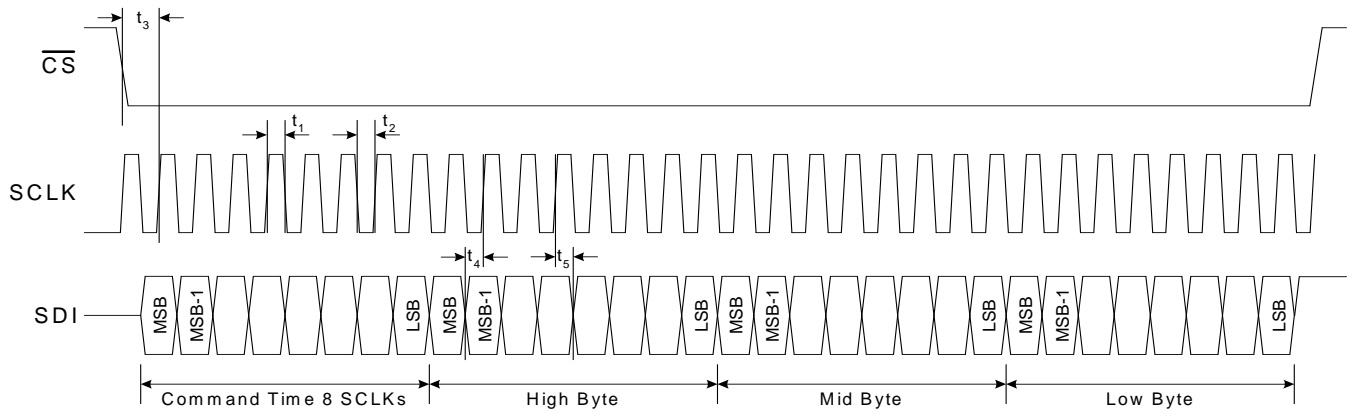 t3
CS
t1
t2
SCLK
t4
t5
SDI
MSB MSB-1 LSB MSB MSB-1 LSB MSB MSB-1 LSB MSB MSB-1 LSB
Command Time 8 SCLKs High Byte Mid Byte Low Byte